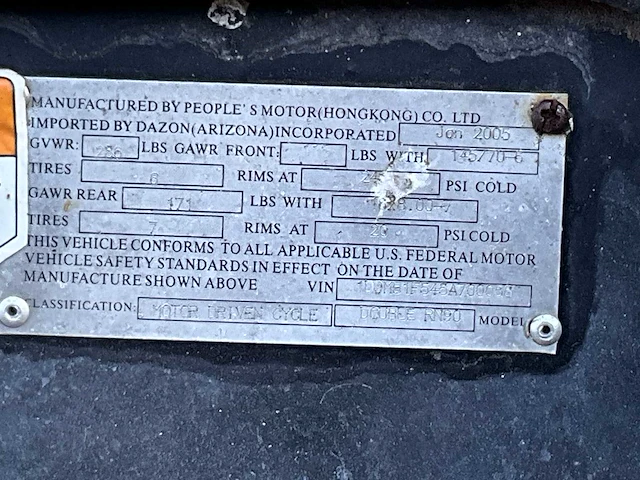 MANUFACTURED BY PEOPLE'S MOTOR(HONGKONG) CO. LTD
IMPORTED BY DAZON(ARIZONA)INCORPORATED Jan 2005
GVWR: 286 LBS GAWR FRONT: LBS WITH 145/70-6
TIRES 6 RIMS AT PSI COLD
GAWR REAR 171 LBS WITH
TIRES 7 RIMS AT 20 PSI COLD
THIS VEHICLE CONFORMS TO ALL APPLICABLE U.S. FEDERAL MOTOR
VEHICLE SAFETY STANDARDS IN EFFECT ON THE DATE OF
MANUFACTURE SHOWN ABOVE VIN
CLASSIFICATION: MOTOR DRIVEN CYCLE DOUBLE RN90 MODEL